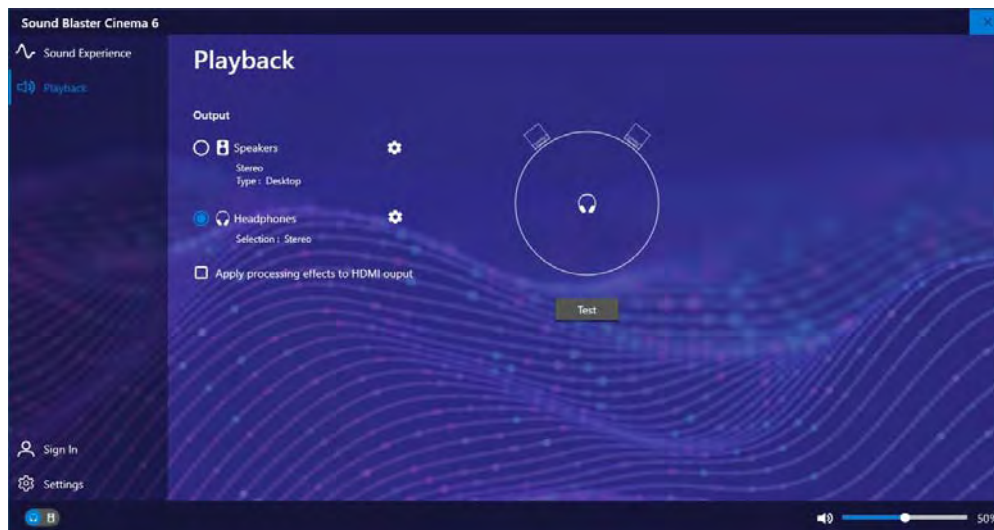 Sound Blaster Cinema 6
Sound Experience
Playback
Playback
Output
Speakers
Stereo
Type : Desktop
Headphones
Selection : Stereo
Apply processing effects to HDMI ouput
Test
Sign In
Settings
50%